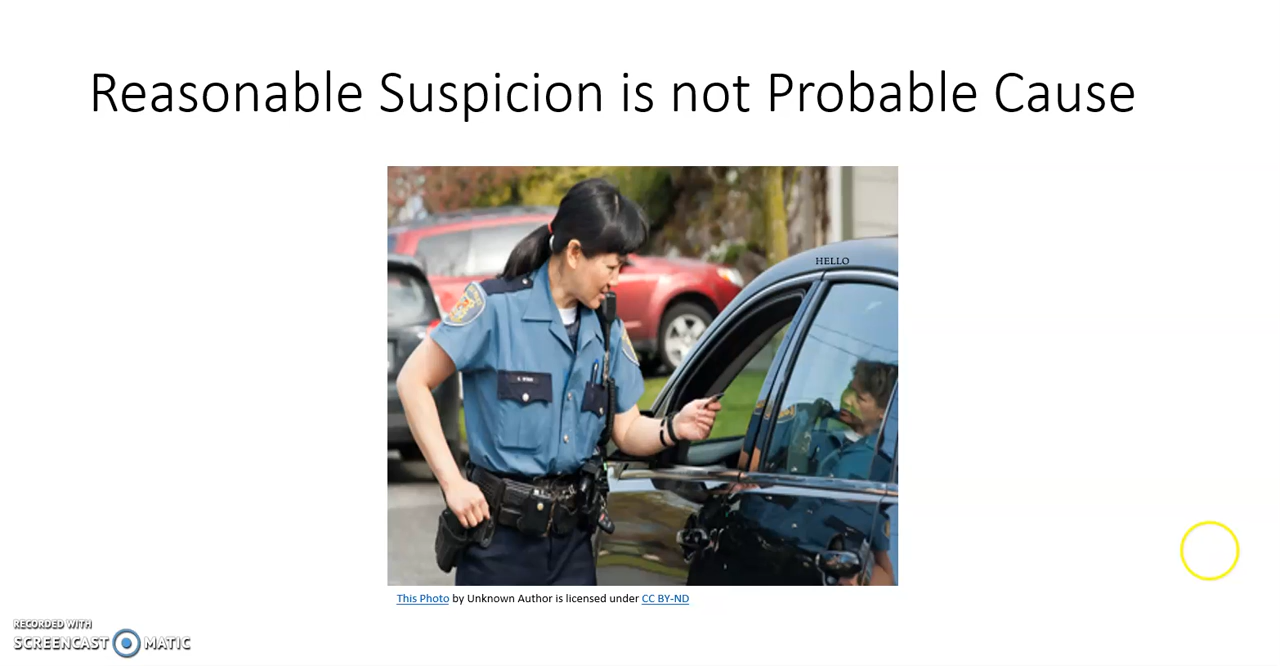 Reasonable Suspicion is not Probable Cause
HELLO
This Photo by Unknown Author is licensed under CC BY-ND
RECORDED WITH
SCREENCAST MATIC